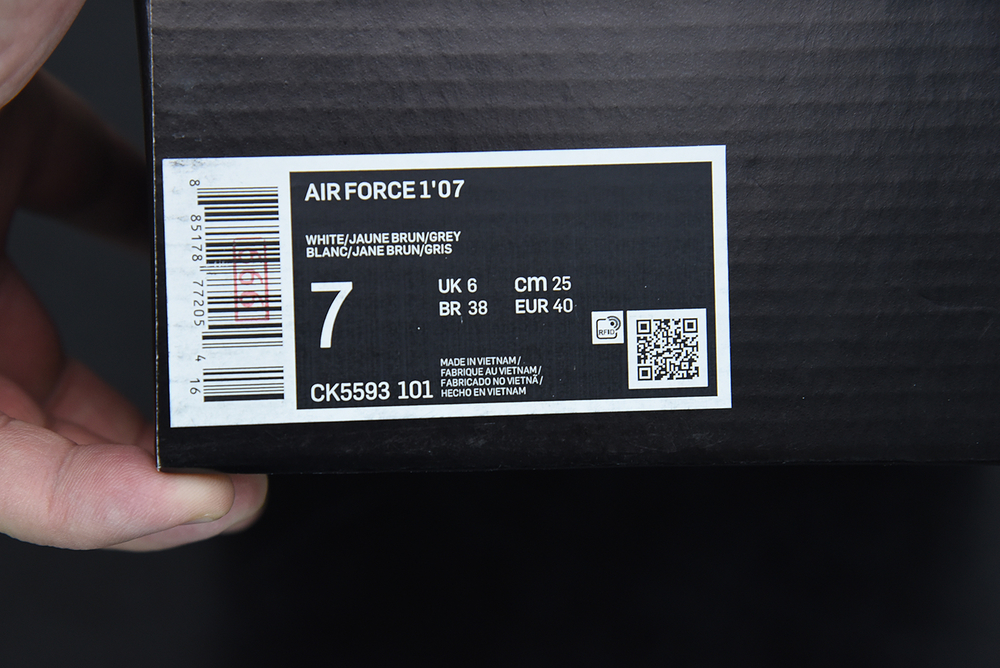 AIR FORCE 1'07
WHITE/JAUNE BRUN/GREY
BLANC/JANE BRUN/GRIS
7
UK 6 cm 25
BR 38 EUR 40
RFID
MADE IN VIETNAM /
FABRIQUE AU VIETNAM /
FABRICADO NO VIETNÃ /
HECHO EN VIETNAM
CK5593 101
8 85178 77205 4 16